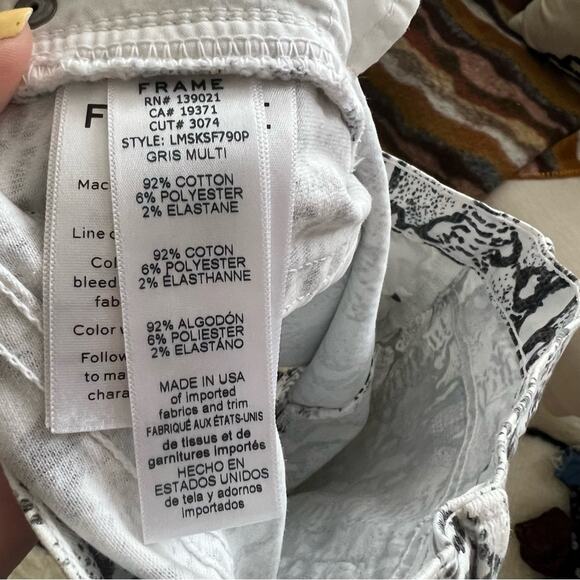 FRAME
RN# 139021
CA# 19371
CUT# 3074
STYLE: LMSKSF790P
GRIS MULTI
92% COTTON
6% POLYESTER
2% ELASTANE
92% COTON
6% POLYESTER
2% ÉLASTHANNE
92% ALGODÓN
6% POLIESTER
2% ELASTANO
MADE IN USA
of imported
fabrics and trim
FABRIQUÉ AUX ÉTATS-UNIS
de tissus et de
garnitures importés
HECHO EN
ESTADOS UNIDOS
de tela y adornos
importados
F E
Mac
Line
Col
bleed
fab
Color
Follow
to ma
chara